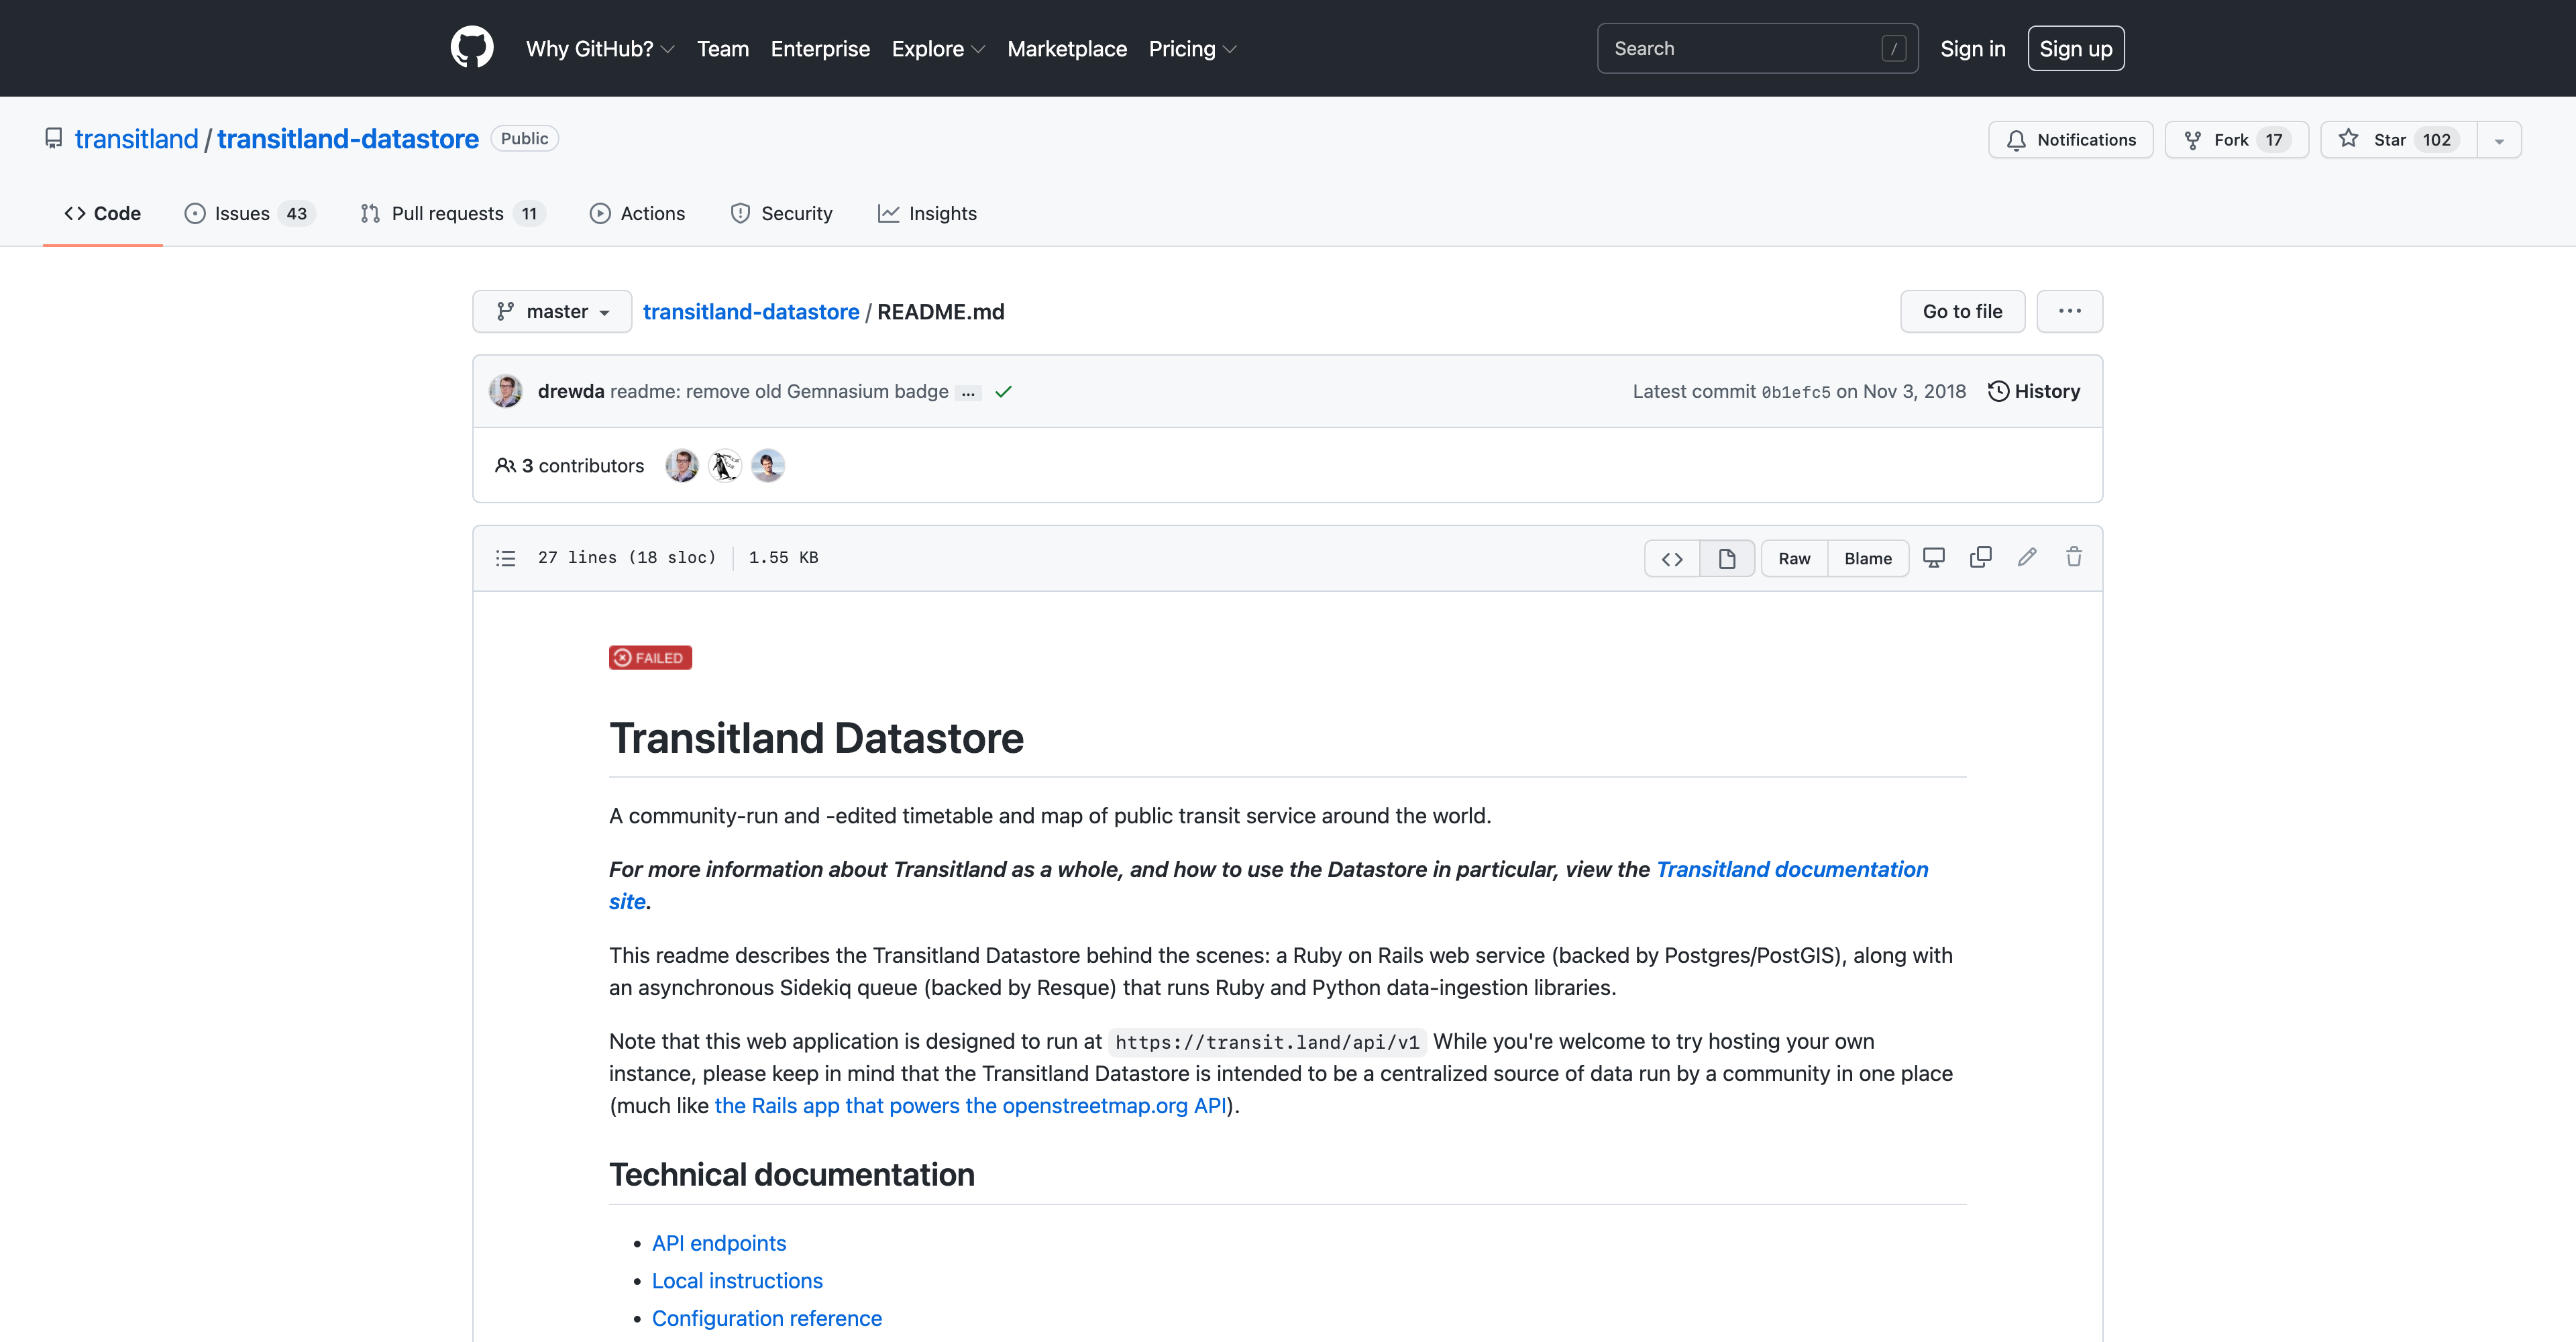 Why GitHub? Team Enterprise Explore Marketplace Pricing Search / Sign in Sign up
transitland / transitland-datastore Public Notifications Fork 17 Star 102
Code Issues 43 Pull requests 11 Actions Security Insights
master transitland-datastore / README.md Go to file ...
drewda readme: remove old Gemnasium badge ... Latest commit 0b1efc5 on Nov 3, 2018 History
3 contributors
27 lines (18 sloc) 1.55 KB Raw Blame
FAILED
Transitland Datastore
A community-run and -edited timetable and map of public transit service around the world.
For more information about Transitland as a whole, and how to use the Datastore in particular, view the Transitland documentation
site.
This readme describes the Transitland Datastore behind the scenes: a Ruby on Rails web service (backed by Postgres/PostGIS), along with
an asynchronous Sidekiq queue (backed by Resque) that runs Ruby and Python data-ingestion libraries.
Note that this web application is designed to run at https://transit.land/api/v1 While you're welcome to try hosting your own
instance, please keep in mind that the Transitland Datastore is intended to be a centralized source of data run by a community in one place
(much like the Rails app that powers the openstreetmap.org API).
Technical documentation
• API endpoints
• Local instructions
• Configuration reference